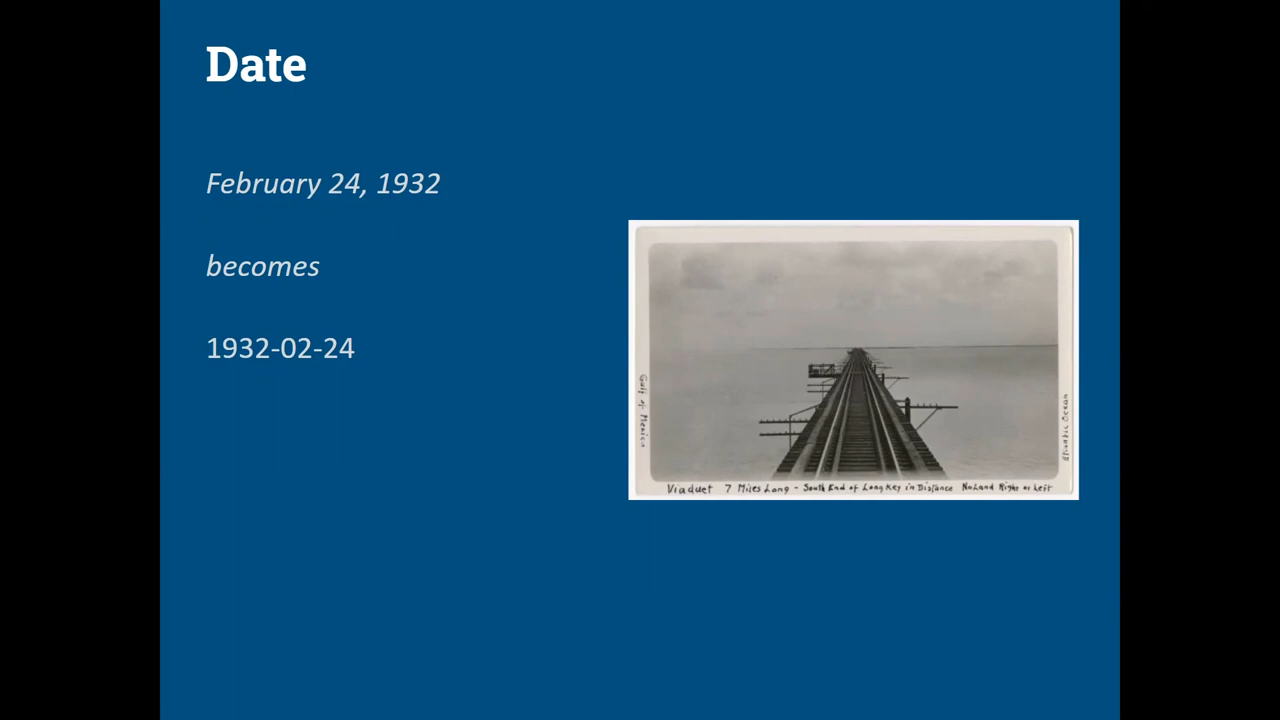 Date
February 24, 1932
becomes
1932-02-24
Gulf of Mexico
Atlantic Ocean
Viaduct 7 Miles Long - South End of Long Key in Distance No Land Right or Left